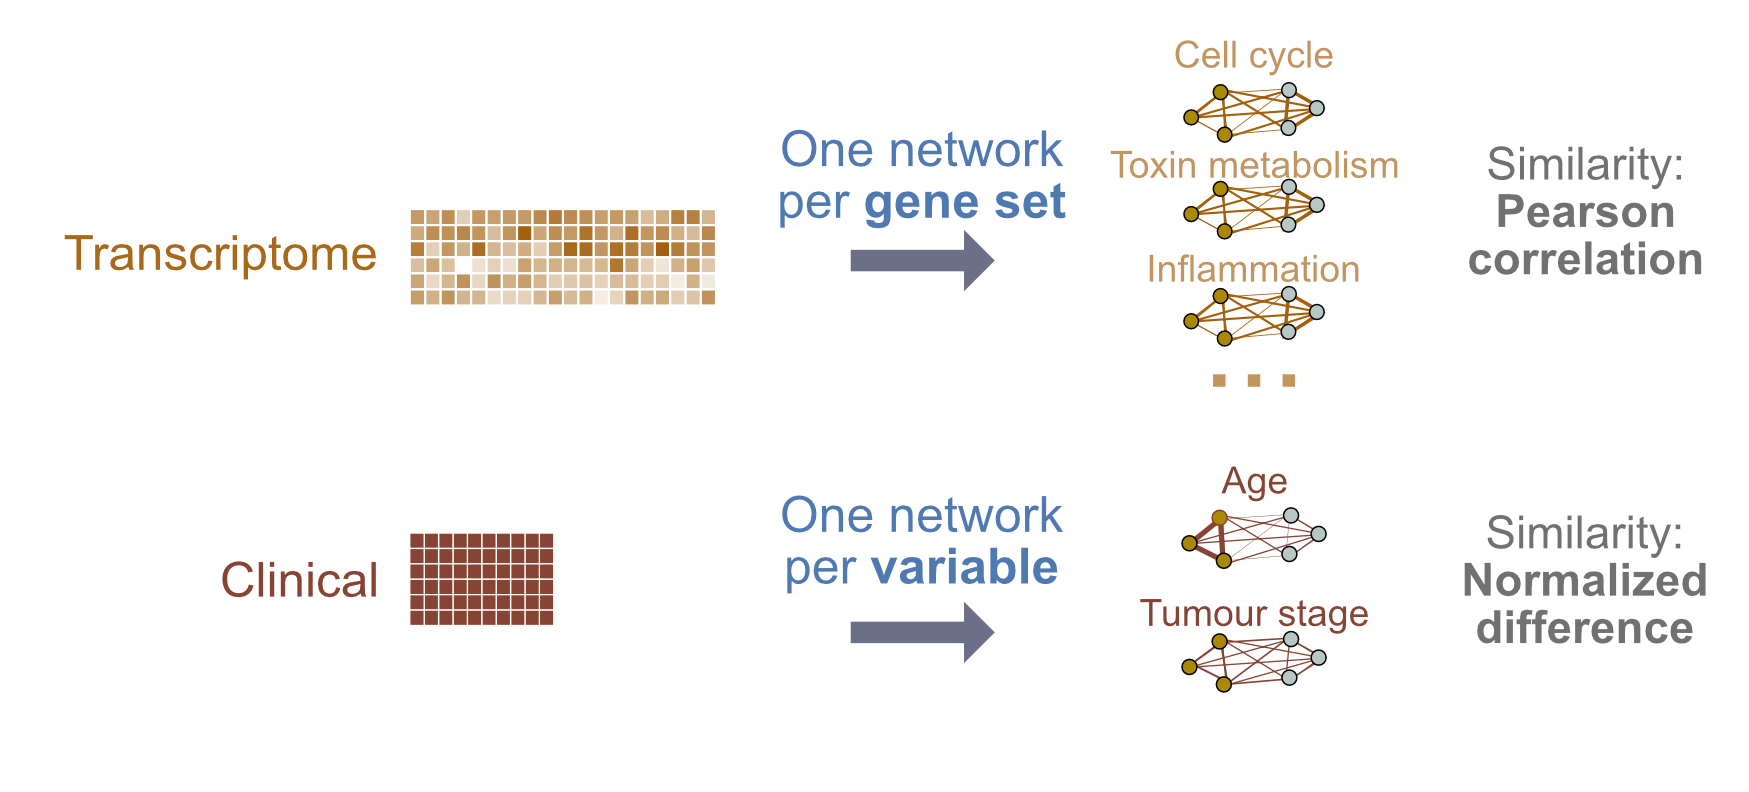 Transcriptome
One network
per gene set
Cell cycle
Toxin metabolism
Inflammation
Similarity:
Pearson
correlation
Clinical
One network
per variable
Age
Tumour stage
Similarity:
Normalized
difference